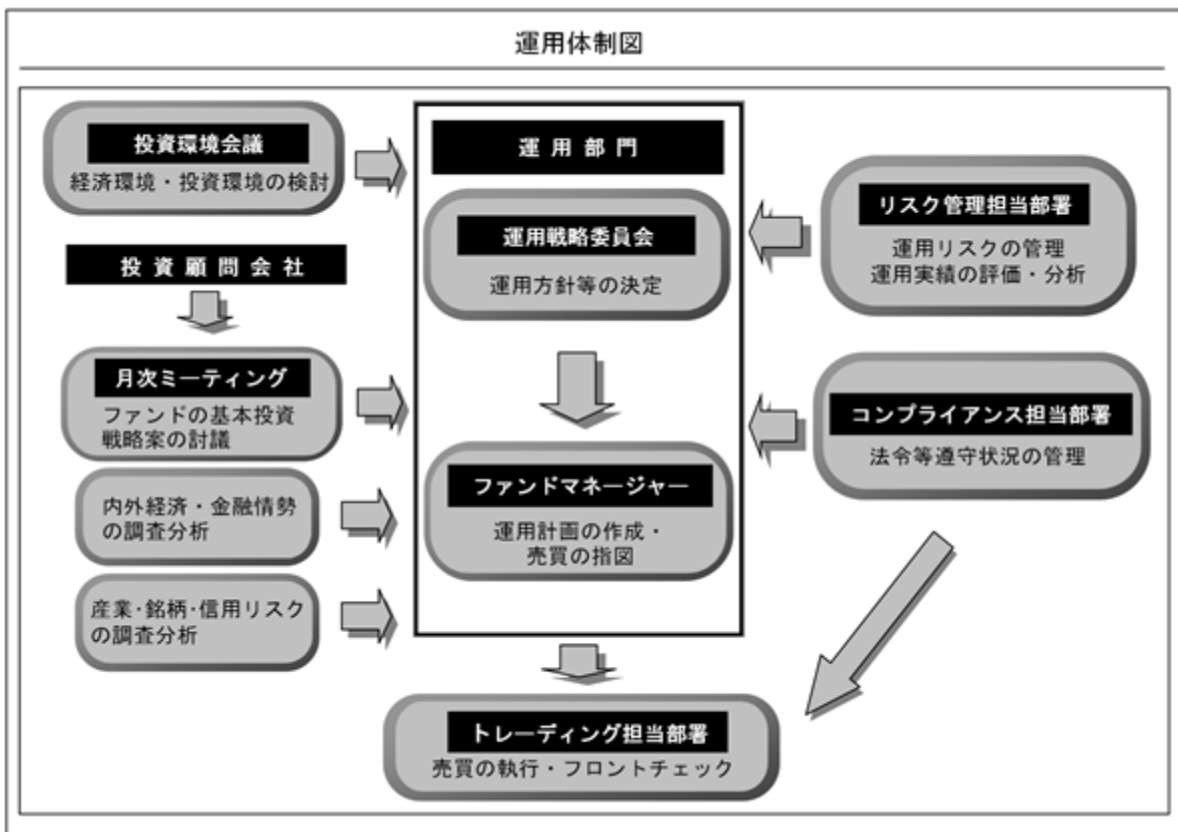 運用体制図
投資環境会議
経済環境・投資環境の検討
投資顧問会社
月次ミーティング
ファンドの基本投資
戦略案の討議
内外経済・金融情勢
の調査分析
産業・銘柄・信用リスク
の調査分析
運用部門
運用戦略委員会
運用方針等の決定
ファンドマネージャー
運用計画の作成・
売買の指図
リスク管理担当部署
運用リスクの管理
運用実績の評価・分析
コンプライアンス担当部署
法令等遵守状況の管理
トレーディング担当部署
売買の執行・フロントチェック